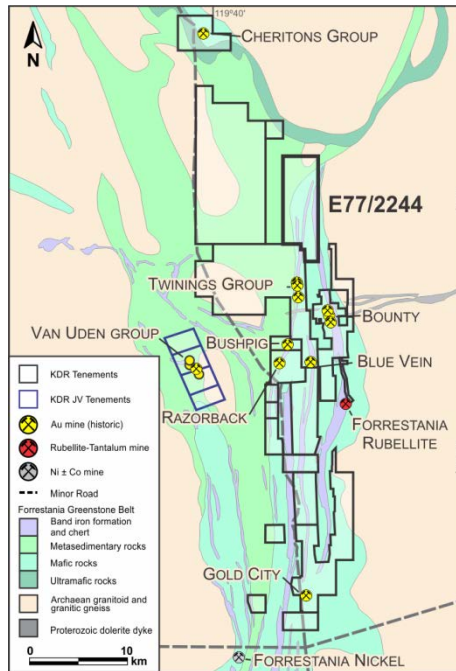 119°40'
CHERITONS GROUP
N
E77/2244
TWININGS GROUP
BOUNTY
VAN UDEN GROUP
BUSHPIG
BLUE VEIN
RAZORBACK
FORRESTANIA
RUBELLITE
KDR Tenements
KDR JV Tenements
Au mine (historic)
Rubellite-Tantalum mine
Ni ± Co mine
Minor Road
Forrestania Greenstone Belt
Band iron formation
and chert
Metasedimentary rocks
Mafic rocks
Ultramafic rocks
Archaean granitoid and
granitic gneiss
Proterozoic dolerite dyke
GOLD CITY
0 10
km
FORRESTANIA NICKEL